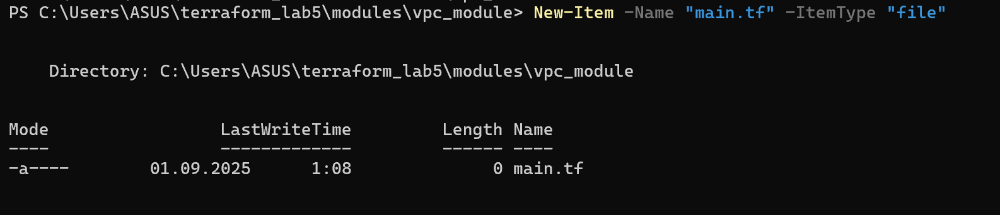 PS C:\Users\ASUS\terraform_lab5\modules\vpc_module> New-Item -Name "main.tf" -ItemType "file"
Directory: C:\Users\ASUS\terraform_lab5\modules\vpc_module
Mode LastWriteTime Length Name
---- ------------- ------ ----
-a---- 01.09.2025 1:08 0 main.tf